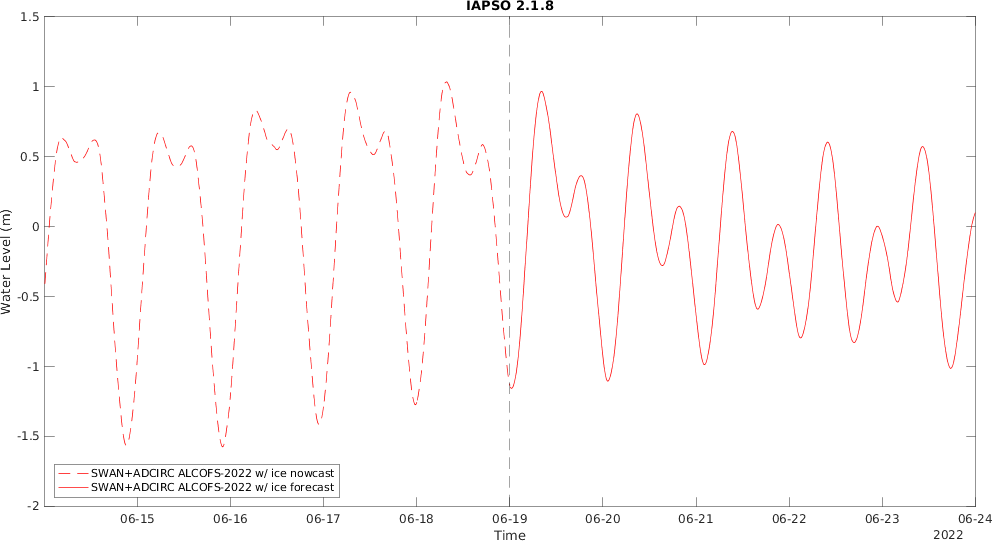 IAPSO 2.1.8
1.5
1
0.5
0
-0.5
-1
-1.5
-2
Water Level (m)
SWAN+ADCIRC ALCOFS-2022 w/ ice nowcast
SWAN+ADCIRC ALCOFS-2022 w/ ice forecast
06-15 06-16 06-17 06-18 06-19 06-20 06-21 06-22 06-23 06-24
Time
2022